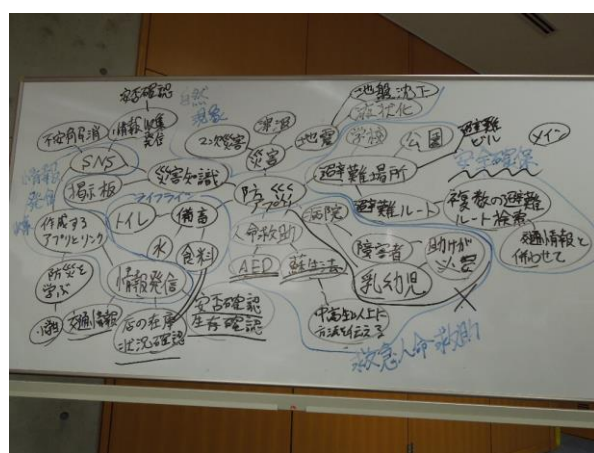 安否確認
自然
現象
地盤沈下
液状化
不安解消
情報収集
発信
2次災害
津波
地震
学校
公園
避難
ビル
メイン
SNS
災害知識
災害
避難場所
安全確保
情報
発信
掲示板
ライフライン
防災
アプリ
病院
避難ルート
複数の避難
ルート検索
トイレ
備蓄
作成する
アプリとリンク
水
食料
命救助
障害者
助けが
必要
交通情報と
併わせて
防災を
学ぶ
情報発信
AED
蘇生法
乳幼児
交通情報
店の在庫
状況確認
安否確認
生存確認
中高生以上に
方法を伝える
救急人命救助